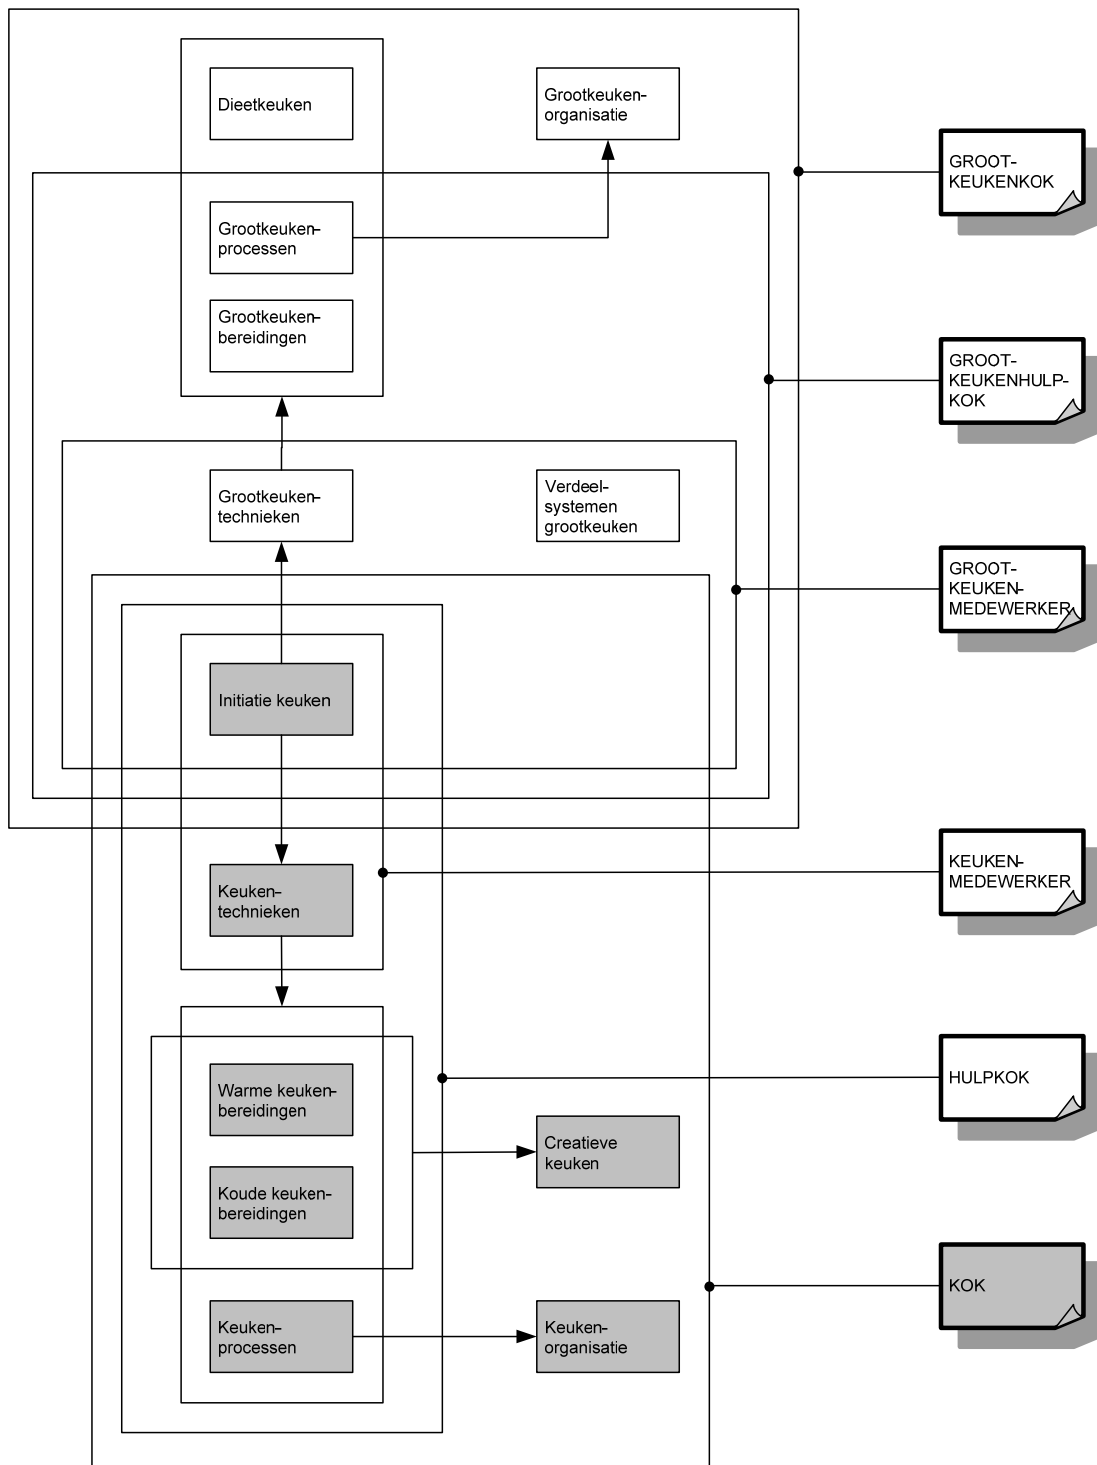 Dieetkeuken
Grootkeuken-
organisatie
GROOT-
KEUKENKOK
Grootkeuken-
processen
Grootkeuken-
bereidingen
GROOT-
KEUKENHULP-
KOK
Grootkeuken-
technieken
Verdeel-
systemen
grootkeuken
GROOT-
KEUKEN-
MEDEWERKER
Initiatie keuken
Keuken-
technieken
KEUKEN-
MEDEWERKER
Warme keuken-
bereidingen
HULPKOK
Creatieve
keuken
Koude keuken-
bereidingen
KOK
Keuken-
processen
Keuken-
organisatie